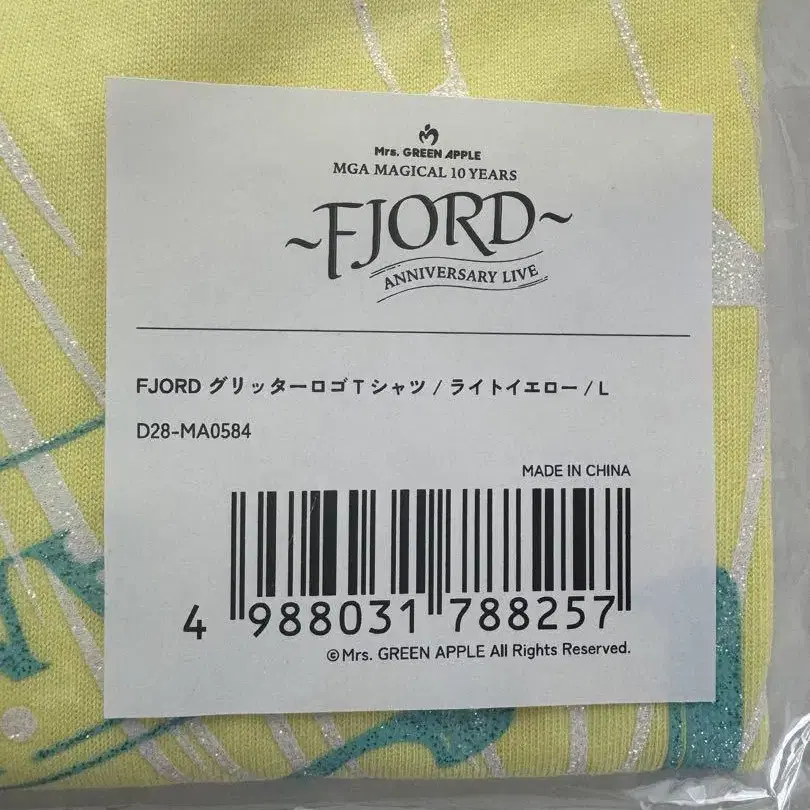 Mrs. GREEN APPLE
MGA MAGICAL 10 YEARS
~FJORD~
ANNIVERSARY LIVE
FJORD グリッターロゴTシャツ / ライトイエロー / L
D28-MA0584
MADE IN CHINA
4 988031 788257
©Mrs. GREEN APPLE All Rights Reserved.